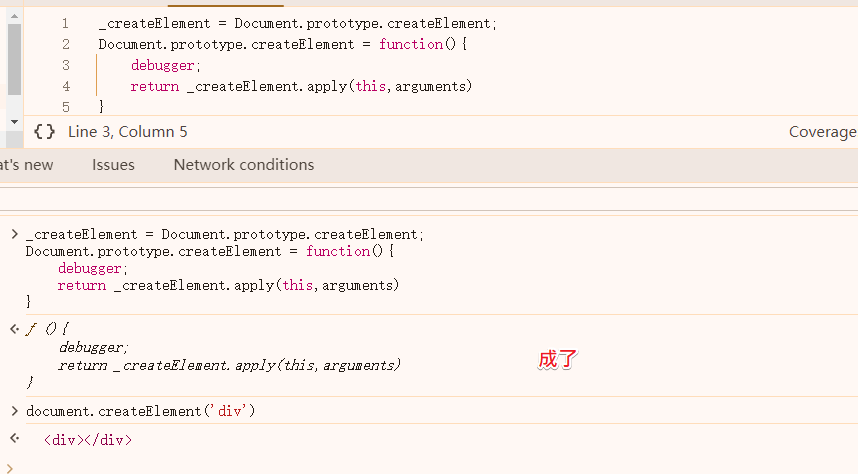 1 _createElement = Document.prototype.createElement;
2 Document.prototype.createElement = function(){
3 debugger;
4 return _createElement.apply(this,arguments)
5 }
{} Line 3, Column 5 Coverage
at's new Issues Network conditions
> _createElement = Document.prototype.createElement;
Document.prototype.createElement = function(){
debugger;
return _createElement.apply(this,arguments)
}
ƒ (){
debugger;
return _createElement.apply(this,arguments)
}
成了
> document.createElement('div')
<div></div>
>